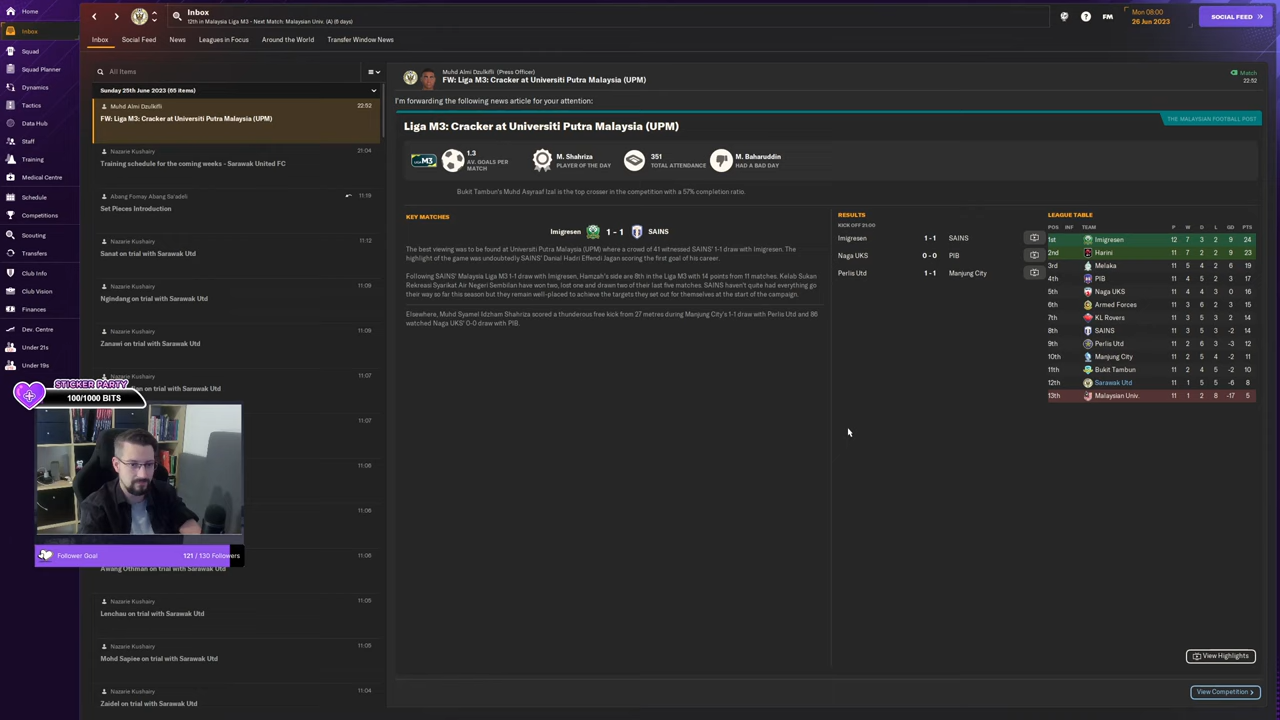 Home
Inbox
Squad
Squad Planner
Dynamics
Tactics
Data Hub
Staff
Training
Medical Centre
Schedule
Competitions
Scouting
Transfers
Club Info
Club Vision
Finances
Dev. Centre
Under 21s
Under 19s
Inbox
12th in Malaysia Liga M3 - Next Match: Malaysian Univ. (A) (6 days)
FM
Mon 08:00
26 Jun 2023
SOCIAL FEED
Inbox Social Feed News Leagues in Focus Around the World Transfer Window News
All Items
Sunday 25th June 2023 (65 items)
Muhd Almi Dzulkifli 22:52
FW: Liga M3: Cracker at Universiti Putra Malaysia (UPM)
Nazarie Kushairy 21:04
Training schedule for the coming weeks - Sarawak United FC
Abang Fomay Abang Sa'adeli 11:19
Set Pieces Introduction
Nazarie Kushairy 11:12
Sanat on trial with Sarawak Utd
Nazarie Kushairy 11:09
Ngindang on trial with Sarawak Utd
Nazarie Kushairy 11:09
Zanawi on trial with Sarawak Utd
Nazarie Kushairy 11:07
on trial with Sarawak Utd
11:07
11:08
11:06
11:06
Awang Othman on trial with Sarawak Utd
Nazarie Kushairy 11:05
Lenchau on trial with Sarawak Utd
Nazarie Kushairy 11:05
Mohd Sapiee on trial with Sarawak Utd
Nazarie Kushairy 11:04
Zaidel on trial with Sarawak Utd
STICKER PARTY
100/1000 BITS
Follower Goal 121 / 130 Followers
Muhd Almi Dzulkifli (Press Officer)
FW: Liga M3: Cracker at Universiti Putra Malaysia (UPM)
Match
22:52
I'm forwarding the following news article for your attention:
THE MALAYSIAN FOOTBALL POST
Liga M3: Cracker at Universiti Putra Malaysia (UPM)
M3
1.3
AV. GOALS PER MATCH
M. Shahriza
PLAYER OF THE DAY
351
TOTAL ATTENDANCE
M. Baharuddin
HAD A BAD DAY
Bukit Tambun's Muhd Asyraaf Izal is the top crosser in the competition with a 57% completion ratio.
KEY MATCHES
Imigresen 1 - 1 SAINS
The best viewing was to be found at Universiti Putra Malaysia (UPM) where a crowd of 41 witnessed SAINS' 1-1 draw with Imigresen. The
highlight of the game was undoubtedly SAINS' Danial Hadri Effendi Jagan scoring the first goal of his career.
Following SAINS' Malaysia Liga M3 1-1 draw with Imigresen, Hamzah's side are 8th in the Liga M3 with 14 points from 11 matches. Kelab Sukan
Rekreasi Syarikat Air Negeri Sembilan have won two, lost one and drawn two of their last five matches. SAINS haven't quite had everything
go their way so far this season but they remain well-placed to achieve the targets they set out for themselves at the start of the campaign.
Elsewhere, Muhd Syamel Idzham Shahriza scored a thunderous free kick from 27 metres during Manjung City's 1-1 draw with Perlis Utd and 86
watched Naga UKS' 0-0 draw with PIB.
RESULTS
KICK OFF 21:00
Imigresen 1 - 1 SAINS
Naga UKS 0 - 0 PIB
Perlis Utd 1 - 1 Manjung City
LEAGUE TABLE
POS INF TEAM P W D L GD PTS
1st Imigresen 12 7 3 2 9 24
2nd Harini 11 7 2 2 9 23
3rd Melaka 11 5 4 2 6 19
4th PIB 11 4 5 2 3 17
5th Naga UKS 11 4 4 3 0 16
6th Armed Forces 11 3 6 2 3 15
7th KL Rovers 11 3 5 3 2 14
8th SAINS 11 3 5 3 -2 14
9th Perlis Utd 11 2 6 3 -3 12
10th Manjung City 11 2 5 4 -2 11
11th Bukit Tambun 11 2 4 5 -2 10
12th Sarawak Utd 11 1 5 5 -6 8
13th Malaysian Univ. 11 1 2 8 -17 5
View Highlights
View Competition